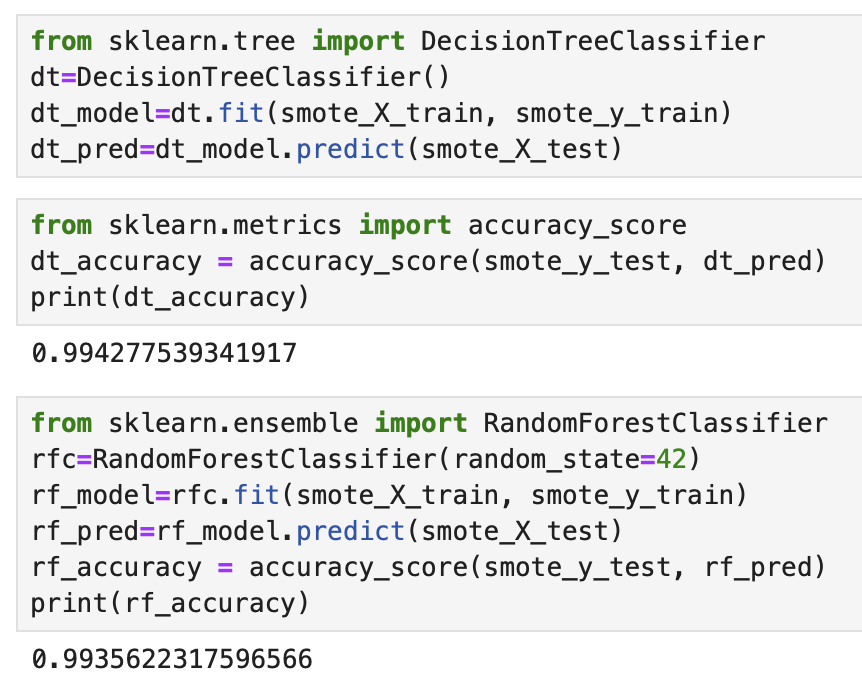 from sklearn.tree import DecisionTreeClassifier
dt=DecisionTreeClassifier()
dt_model=dt.fit(smote_X_train, smote_y_train)
dt_pred=dt_model.predict(smote_X_test)
from sklearn.metrics import accuracy_score
dt_accuracy = accuracy_score(smote_y_test, dt_pred)
print(dt_accuracy)
0.994277539341917
from sklearn.ensemble import RandomForestClassifier
rfc=RandomForestClassifier(random_state=42)
rf_model=rfc.fit(smote_X_train, smote_y_train)
rf_pred=rf_model.predict(smote_X_test)
rf_accuracy = accuracy_score(smote_y_test, rf_pred)
print(rf_accuracy)
0.9935622317596566